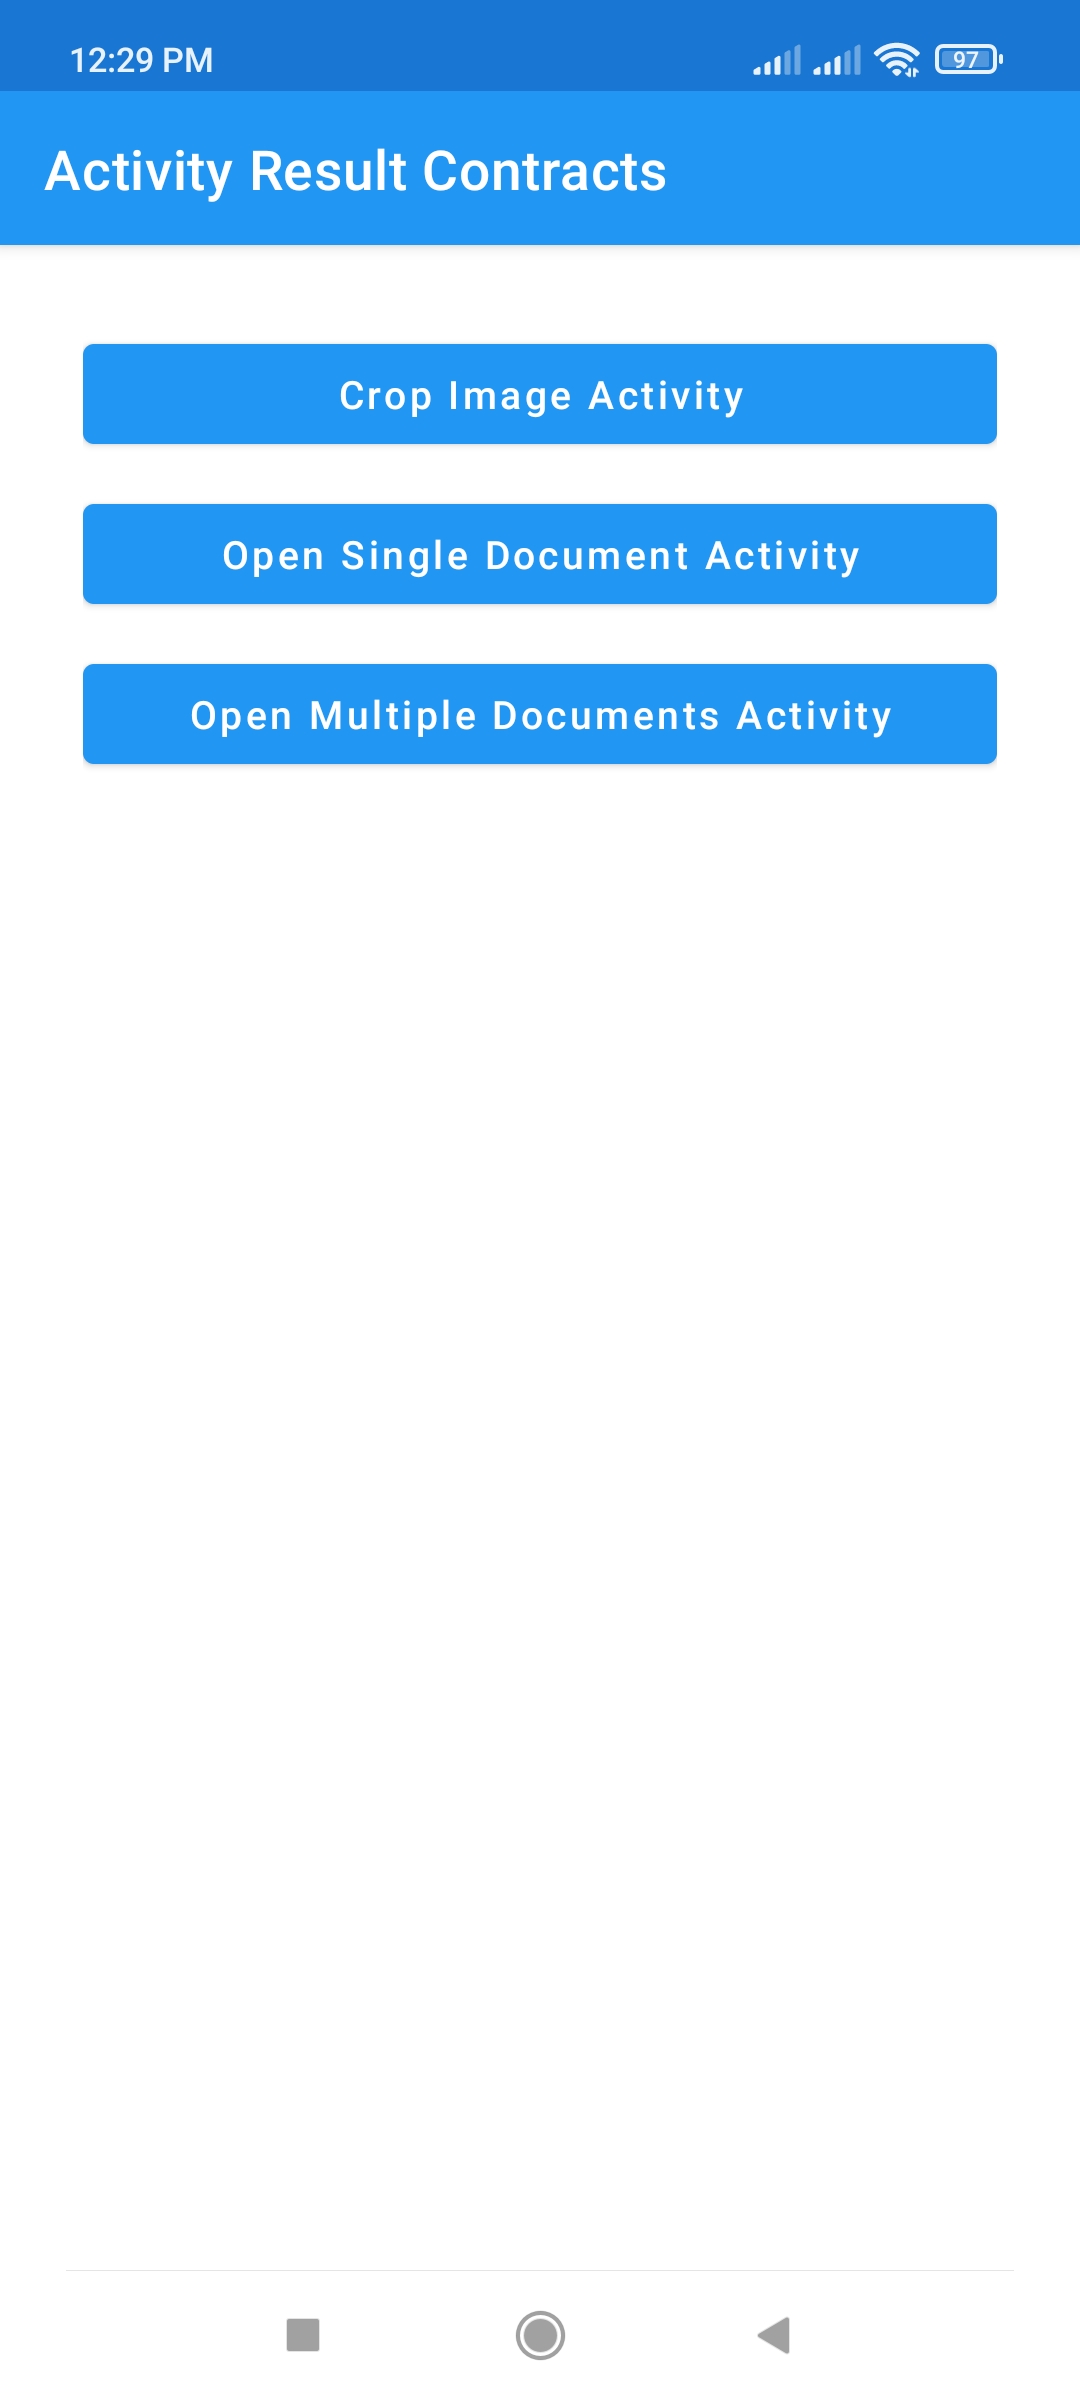 12:29 PM 97
Activity Result Contracts
Crop Image Activity
Open Single Document Activity
Open Multiple Documents Activity